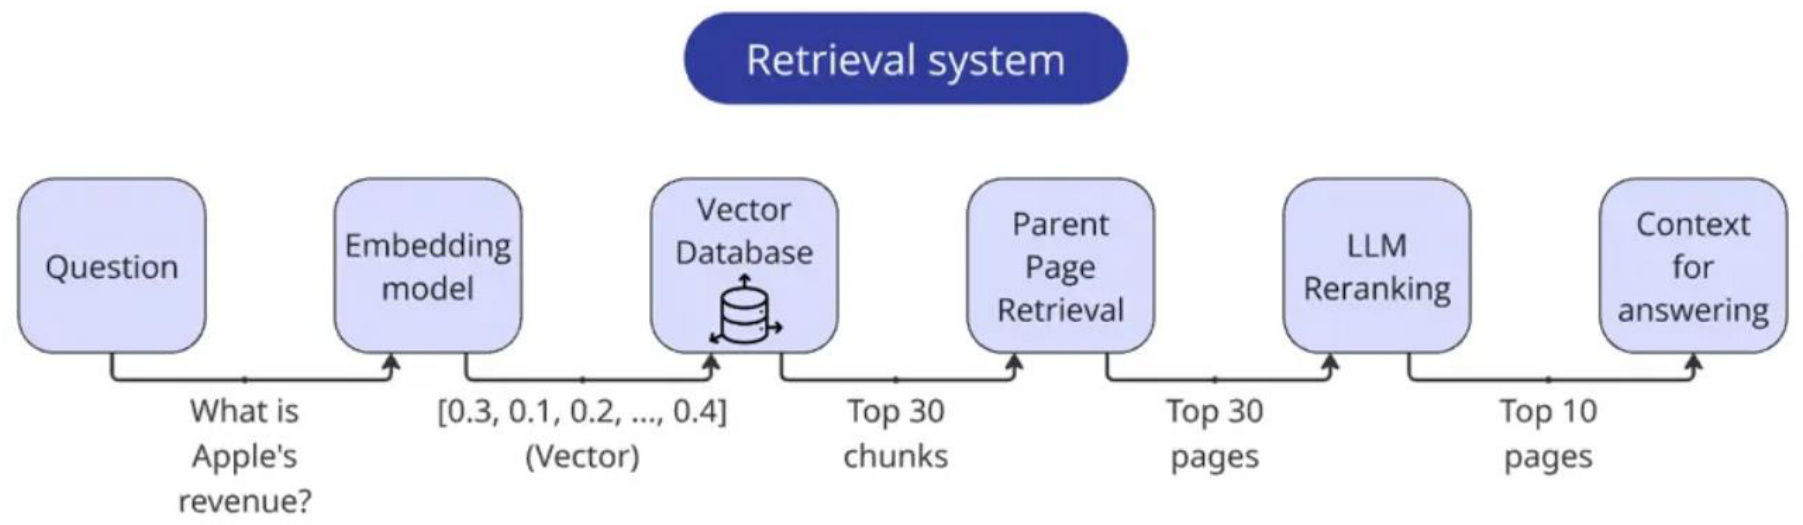 Retrieval system
Question
Embedding
model
Vector
Database
Parent
Page
Retrieval
LLM
Reranking
Context
for
answering
What is
Apple's
revenue?
[0.3, 0.1, 0.2, ..., 0.4]
(Vector)
Top 30
chunks
Top 30
pages
Top 10
pages